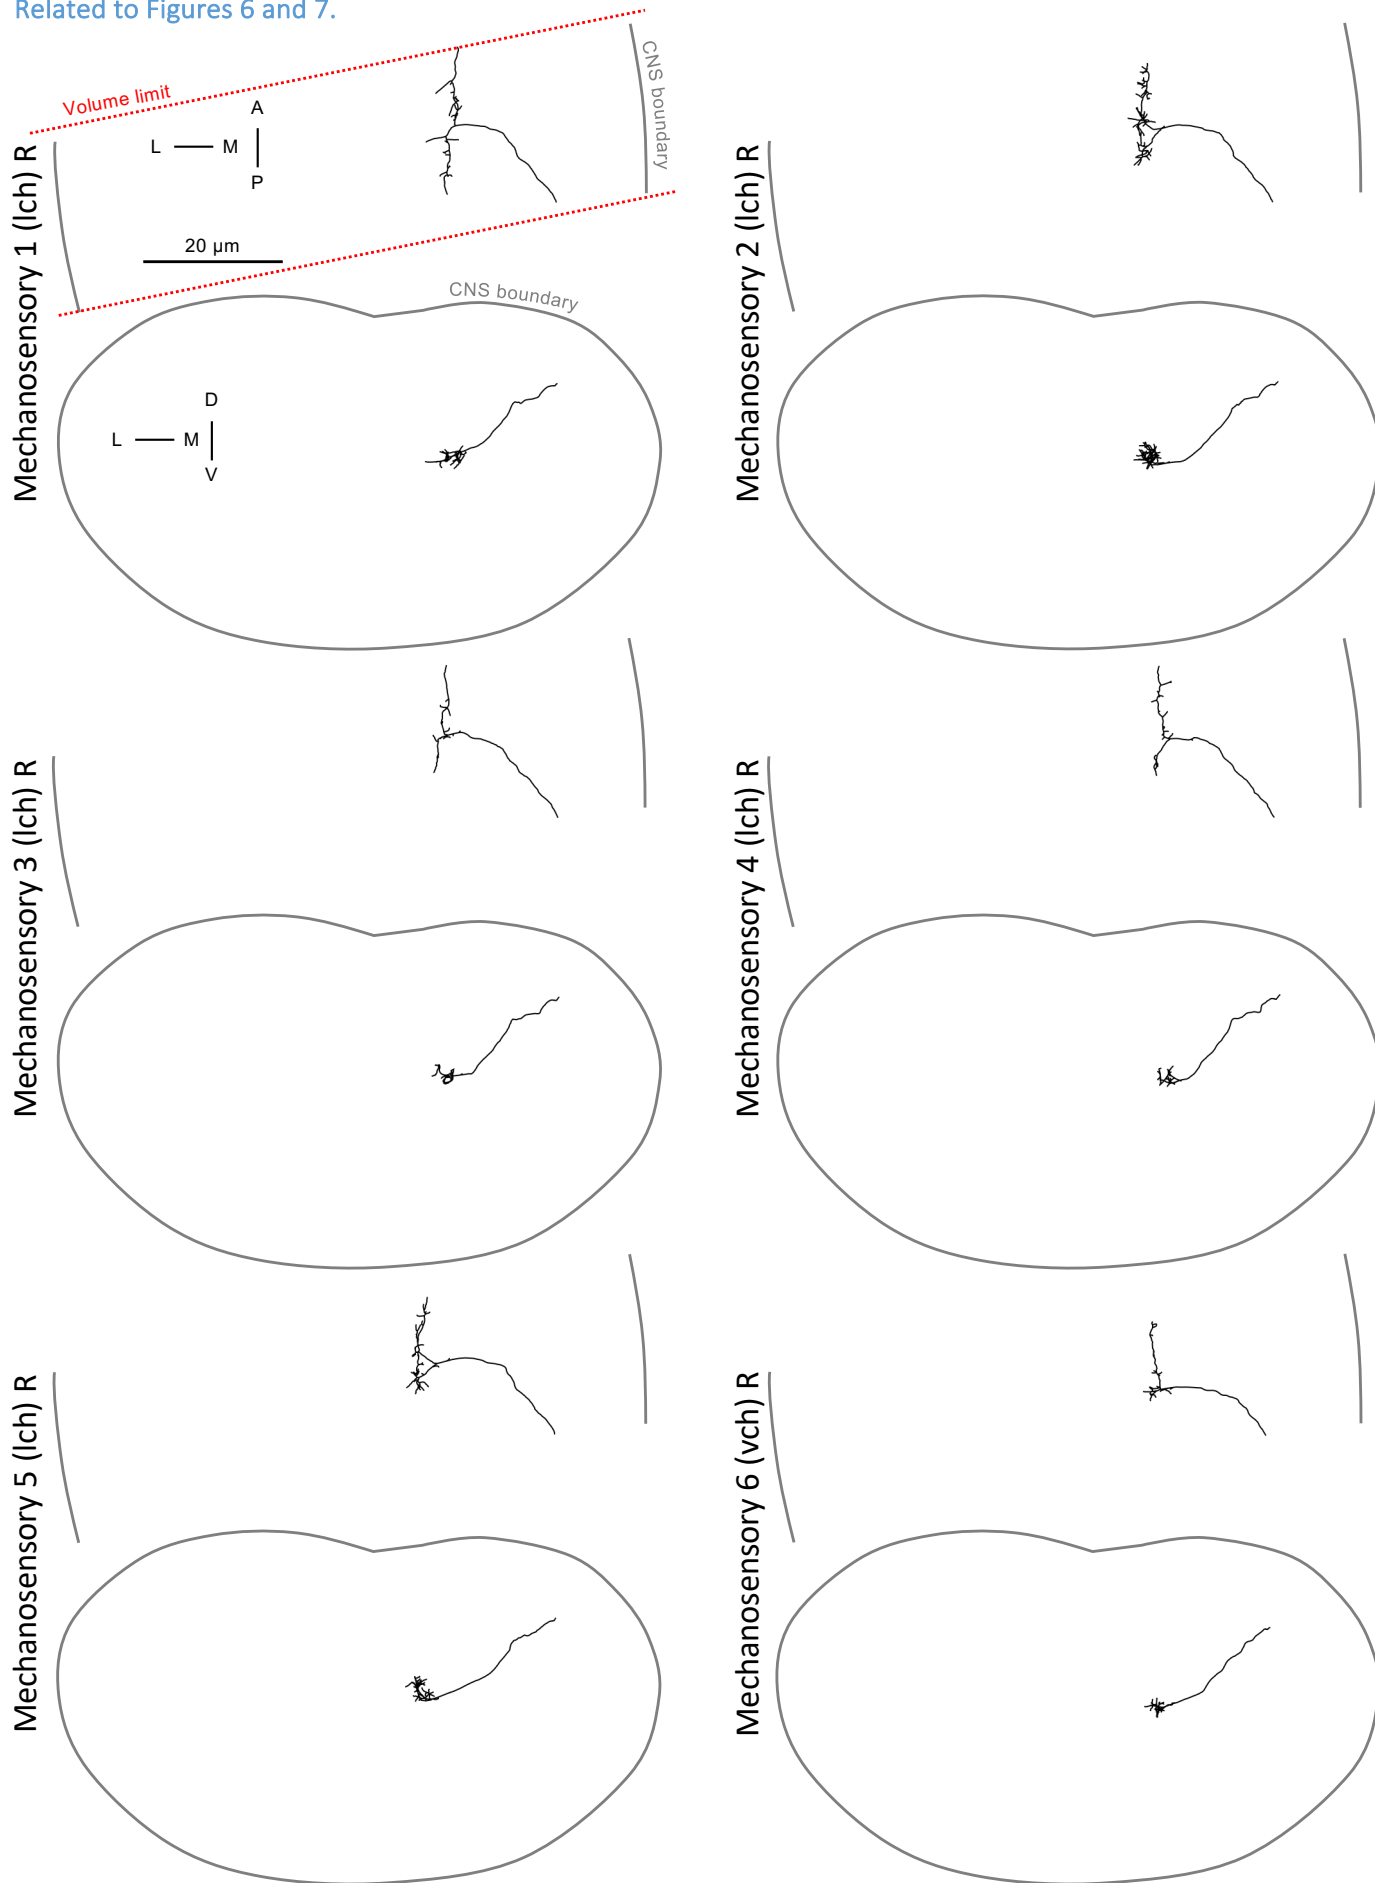 Related to Figures 6 and 7.
Mechanosensory 1 (lch) R
Volume limit
A
L M
P
20 µm
CNS boundary
CNS boundary
D
L M
V
Mechanosensory 2 (lch) R
Mechanosensory 3 (lch) R
Mechanosensory 4 (lch) R
Mechanosensory 5 (lch) R
Mechanosensory 6 (vch) R